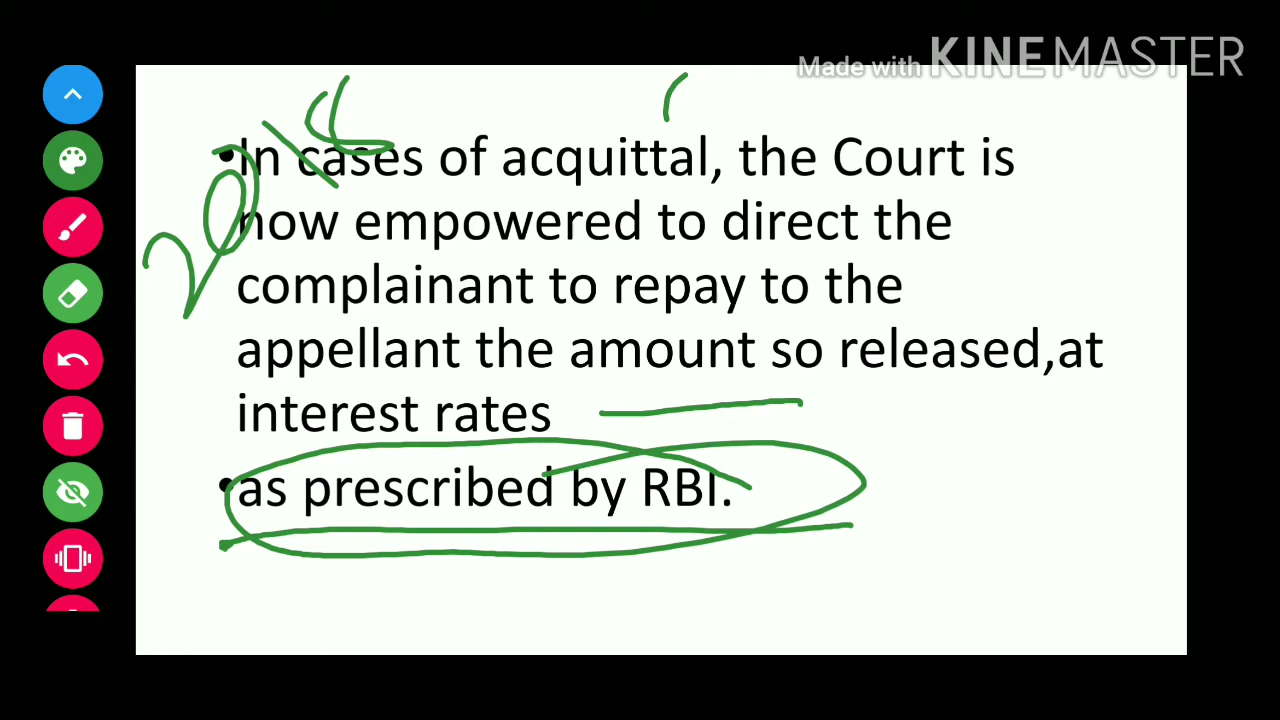 Made with KINEMASTER
•In cases of acquittal, the Court is
now empowered to direct the
complainant to repay to the
appellant the amount so released,at
interest rates
•as prescribed by RBI.